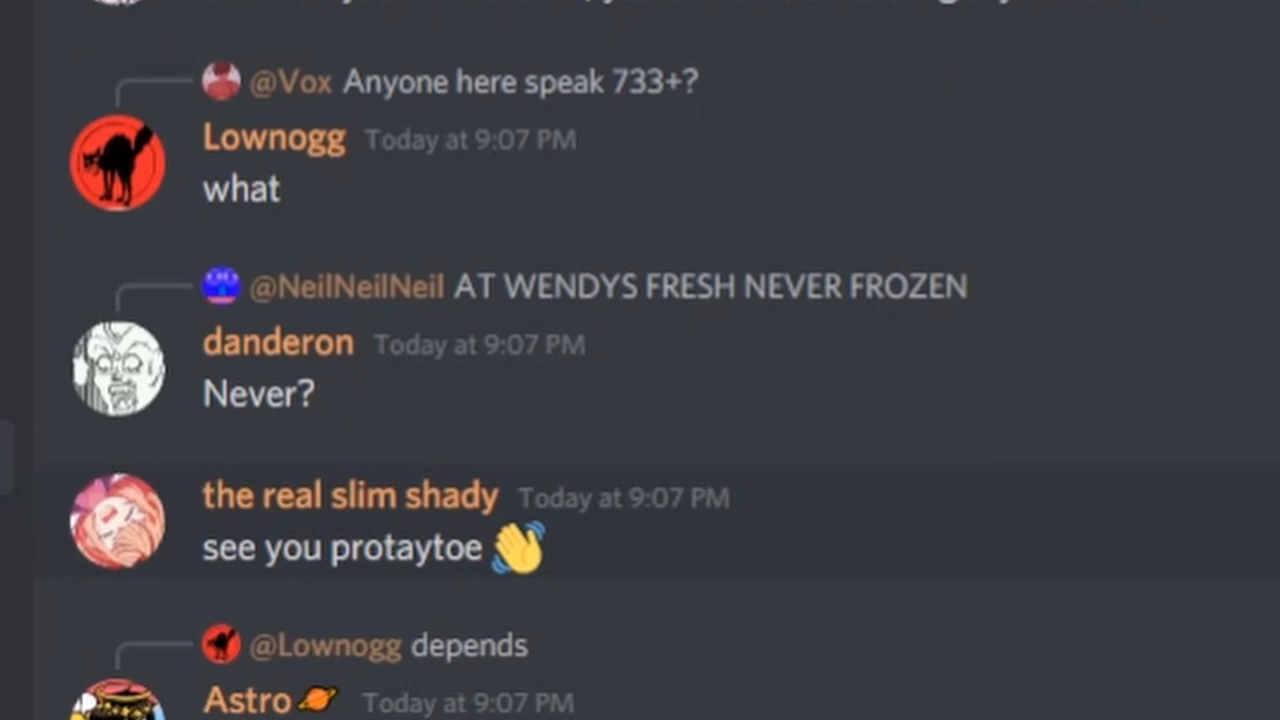 @Vox Anyone here speak 733+?
Lownogg Today at 9:07 PM
what
@NeilNeilNeil AT WENDYS FRESH NEVER FROZEN
danderon Today at 9:07 PM
Never?
the real slim shady Today at 9:07 PM
see you protaytoe 👋
@Lownogg depends
Astro🪐 Today at 9:07 PM